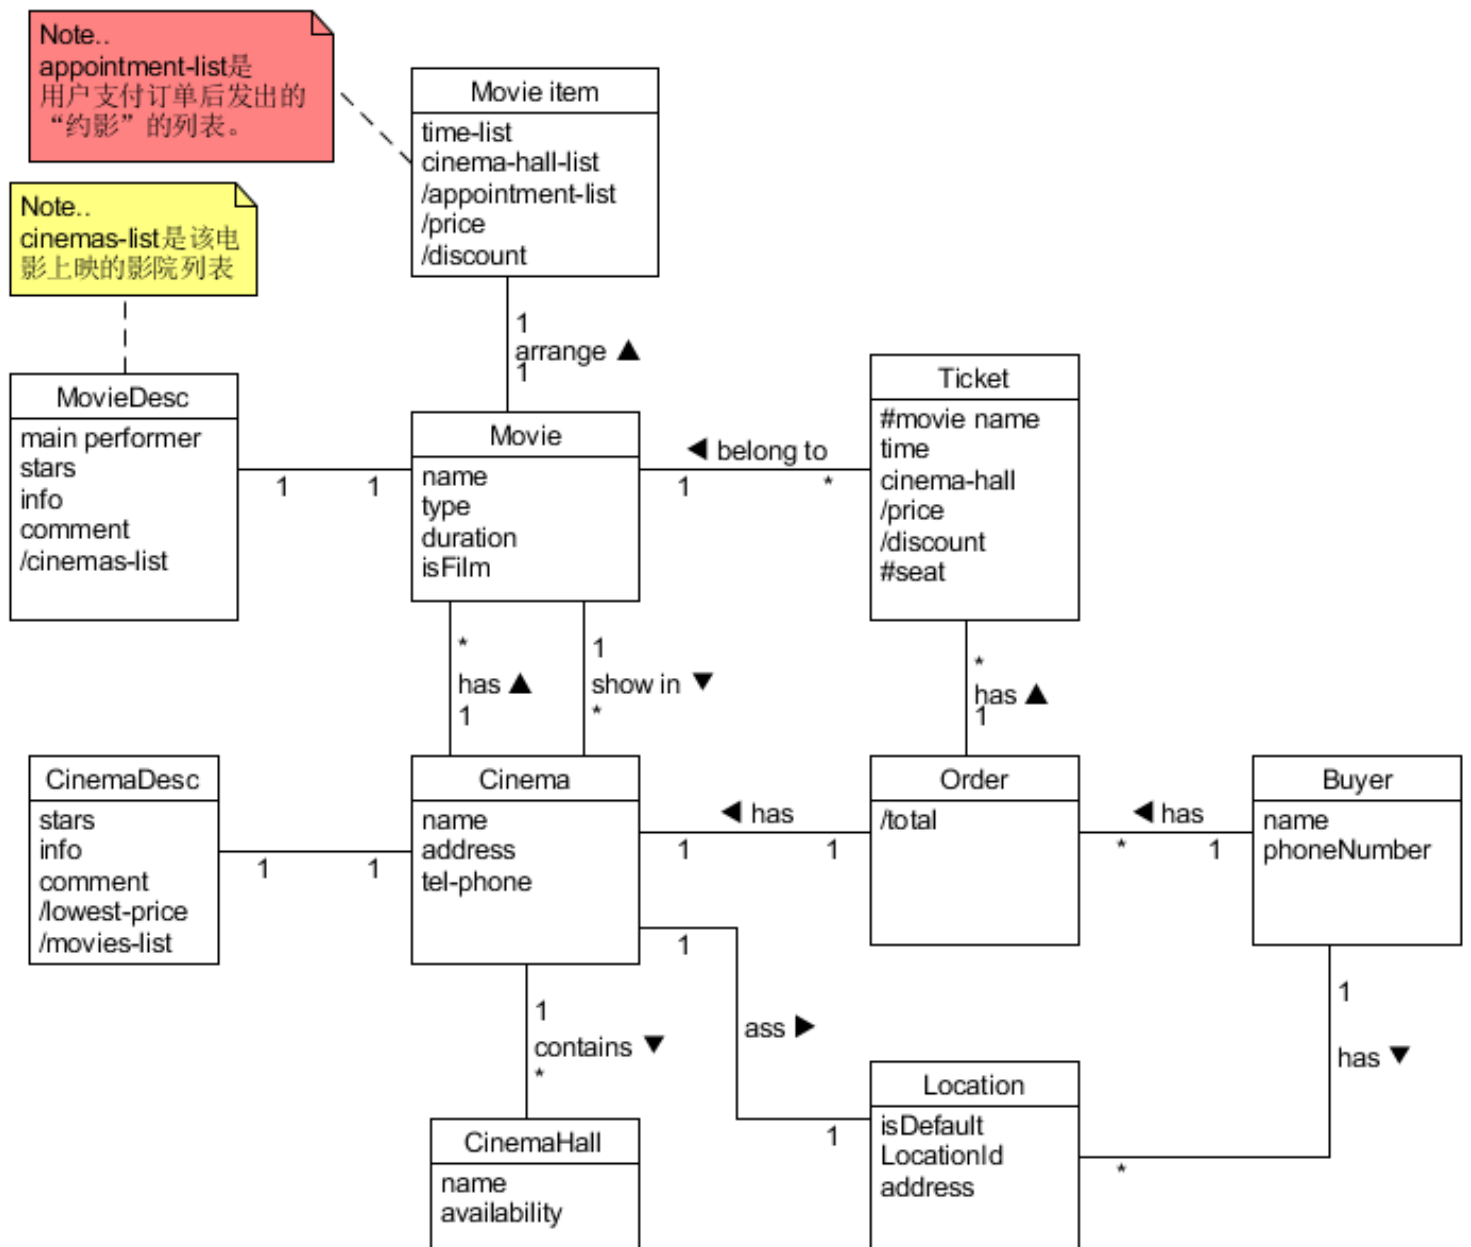 Note..
appointment-list是
用户支付订单后发出的
“约影”的列表。
Note..
cinemas-list是该电
影上映的影院列表
Movie item
time-list
cinema-hall-list
/appointment-list
/price
/discount
1
arrange ▲
1
MovieDesc
main performer
stars
info
comment
/cinemas-list
1
1
Movie
name
type
duration
isFilm
◀ belong to
1
*
Ticket
#movie name
time
cinema-hall
/price
/discount
#seat
*
has ▲
1
1
show in ▼
*
*
has ▲
1
CinemaDesc
stars
info
comment
/lowest-price
/movies-list
1
1
Cinema
name
address
tel-phone
◀ has
1
1
Order
/total
◀ has
*
1
Buyer
name
phoneNumber
1
ass ▶
1
1
has ▼
*
1
contains ▼
*
CinemaHall
name
availability
Location
isDefault
LocationId
address